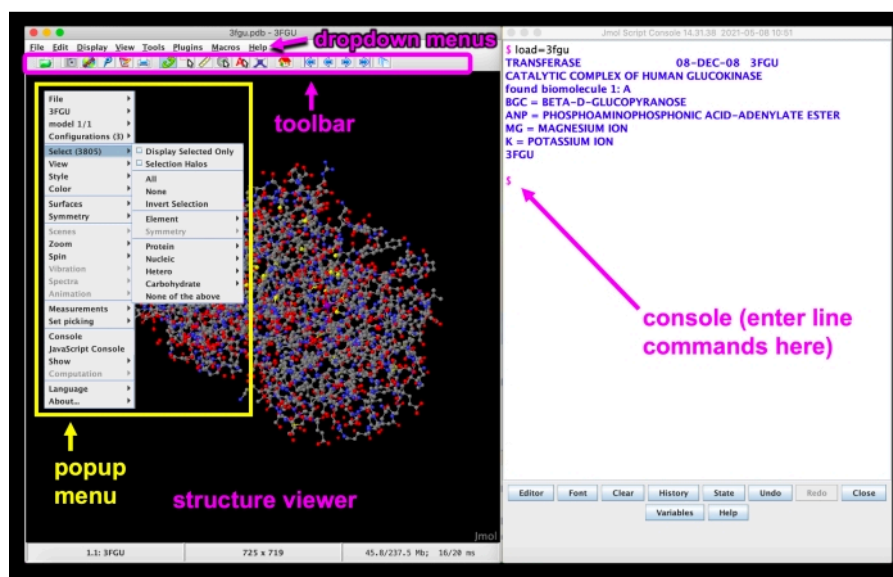 3fgu.pdb - 3FGU
File Edit Display View Tools Plugins Macros Help
dropdown menus
toolbar
File
3FGU
model 1/1
Configurations (3)
Select (3805)
View
Style
Color
Surfaces
Symmetry
Scenes
Zoom
Spin
Vibration
Spectra
Animation
Measurements
Set picking
Console
JavaScript Console
Show
Computation
Language
About...
Display Selected Only
Selection Halos
All
None
Invert Selection
Element
Symmetry
Protein
Nucleic
Hetero
Carbohydrate
None of the above
popup
menu
structure viewer
Jmol
1.1: 3FGU
725 x 719
45.8/237.5 Mb; 16/20 ms
Jmol Script Console 14.31.38 2021-05-08 10:51
$ load=3fgu
TRANSFERASE 08-DEC-08 3FGU
CATALYTIC COMPLEX OF HUMAN GLUCOKINASE
found biomolecule 1: A
BGC = BETA-D-GLUCOPYRANOSE
ANP = PHOSPHOAMINOPHOSPHONIC ACID-ADENYLATE ESTER
MG = MAGNESIUM ION
K = POTASSIUM ION
3FGU
$
console (enter line
commands here)
Editor Font Clear History State Undo Redo Close
Variables Help